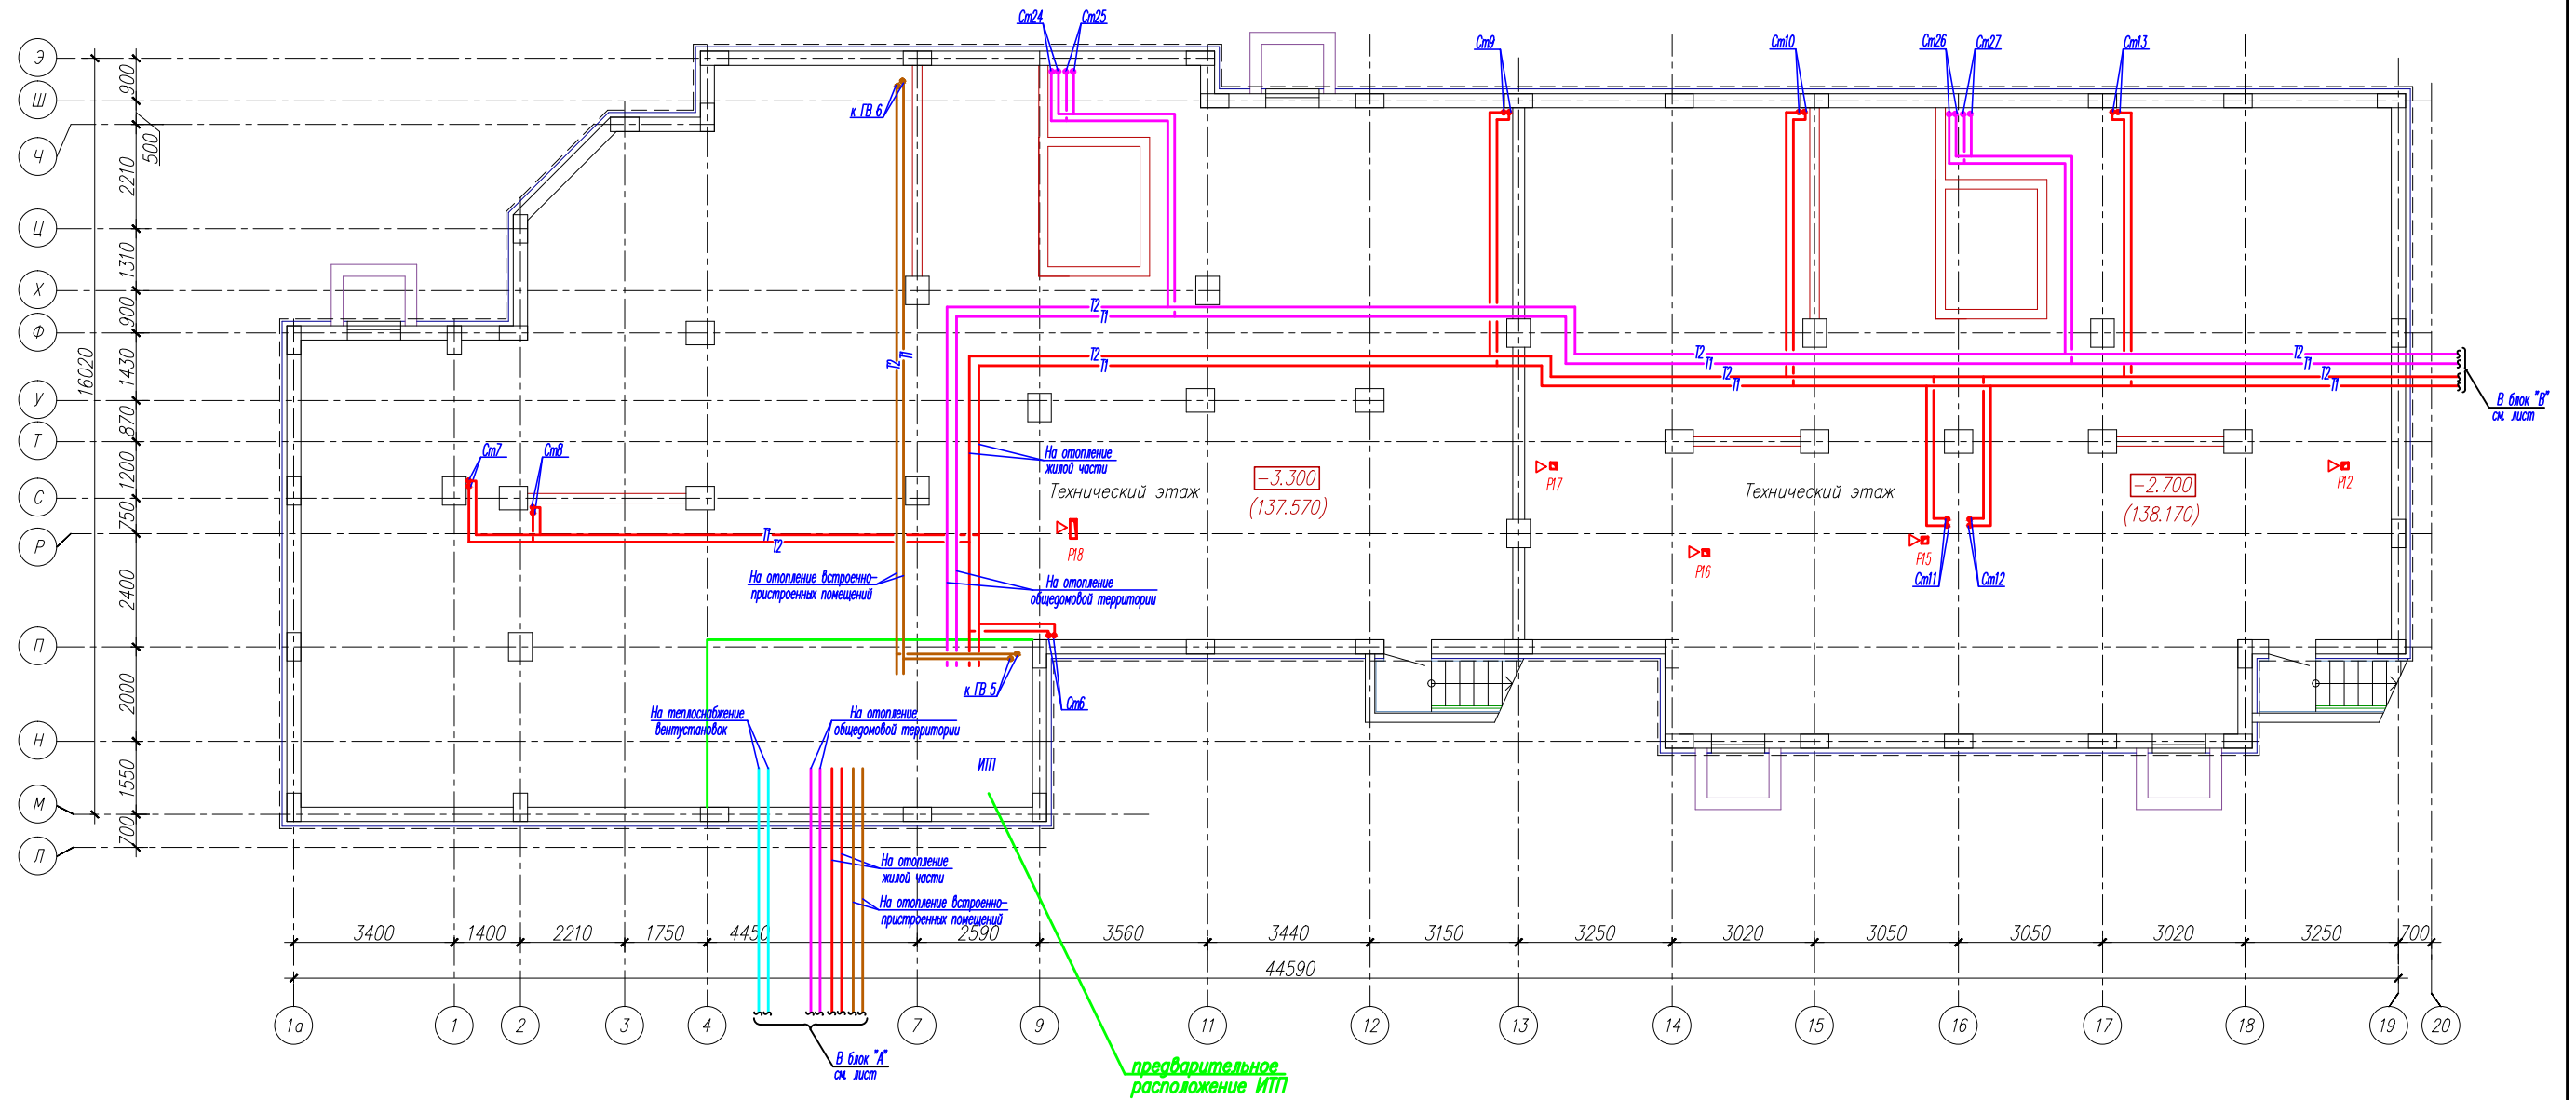 Ст24
Ст25
Ст9
Ст10
Ст26
Ст27
Ст13
Э
Ш
Ч
Ц
Х
Ф
У
Т
С
Р
П
Н
М
Л
900
500
2210
1310
900
1430
870
1200
750
2400
2000
1550
700
16020
к ГВ 6
Т2
Т1
Т2
Т1
Т2
Т1
Т2
Т1
Т2
Т1
Т2
Т1
Т2
Т1
В блок "В"
см. лист
Ст7
Ст8
На отопление
жилой части
Технический этаж
-3.300
(137.570)
Р17
Технический этаж
-2.700
(138.170)
Р12
Р18
Р16
Р15
Ст11
Ст12
Т1
Т2
На отопление встроенно-
пристроенных помещений
На отопление
общедомовой территории
к ГВ 5
Ст6
На теплоснабжение
вентустановок
На отопление
общедомовой территории
ИТП
На отопление
жилой части
На отопление встроенно-
пристроенных помещений
3400
1400
2210
1750
4450
2590
3560
3440
3150
3250
3020
3050
3050
3020
3250
700
44590
1а
1
2
3
4
7
9
11
12
13
14
15
16
17
18
19
20
В блок "А"
см. лист
предварительное
расположение ИТП